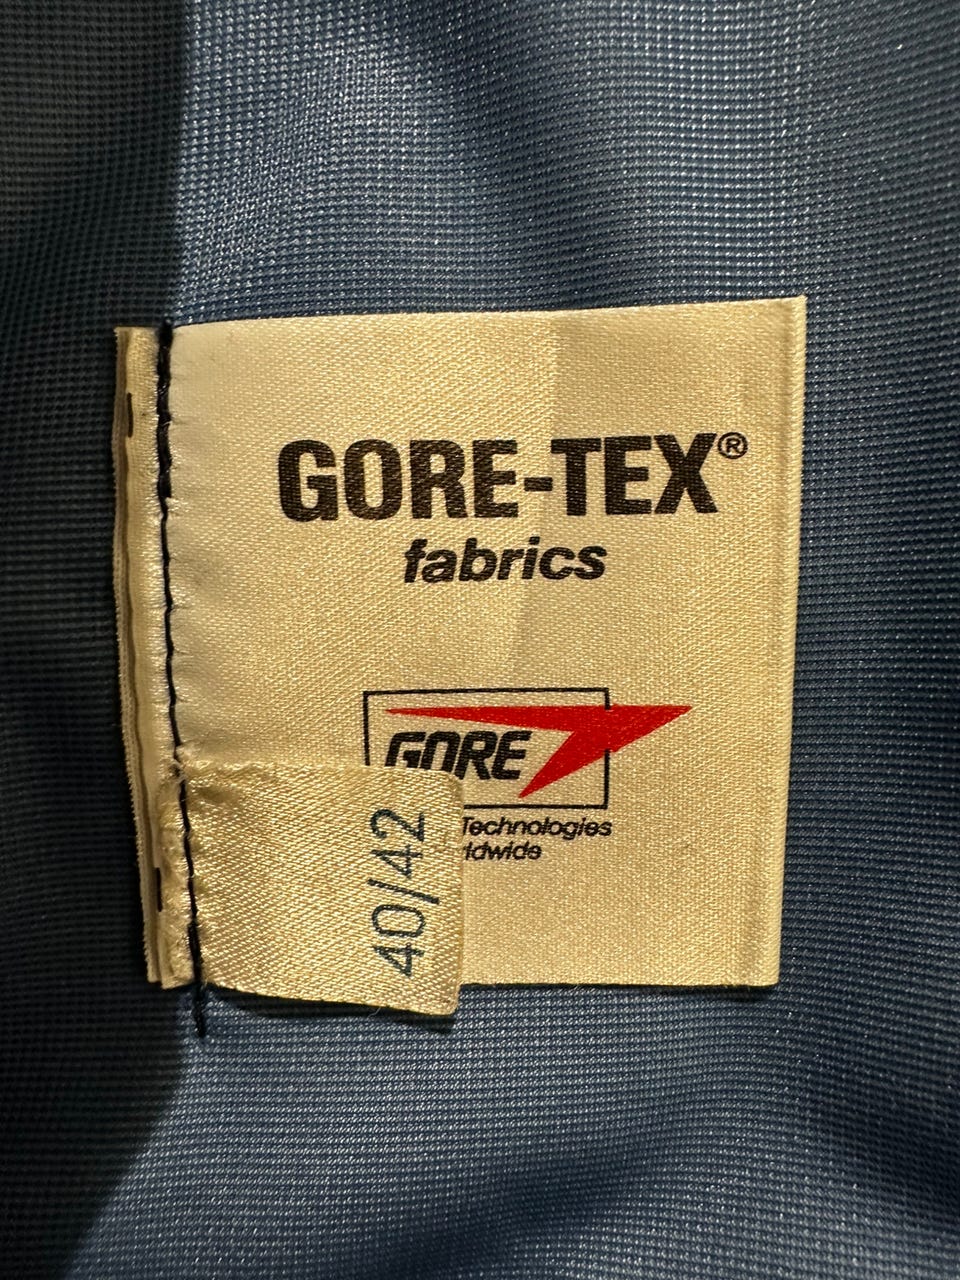 GORE-TEX®
fabrics
GORE
Technologies
40/42